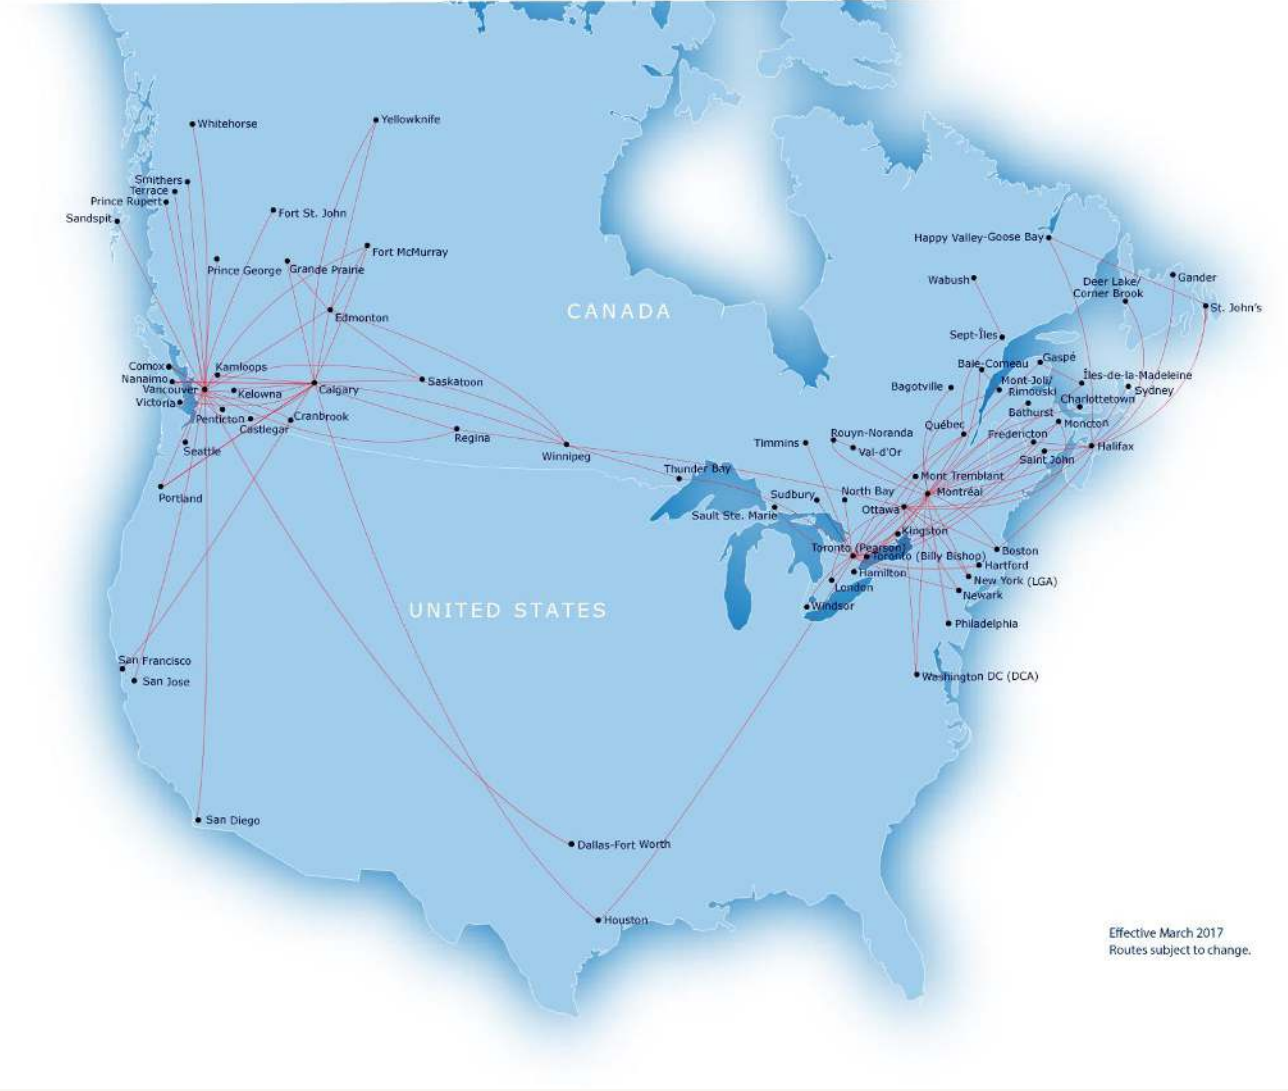 Whitehorse
Yellowknife
Smithers
Terrace
Prince Rupert
Sandspit
Fort St. John
Happy Valley-Goose Bay
Fort McMurray
Prince George
Grande Prairie
Wabush
Gander
Deer Lake/
Corner Brook
St. John's
CANADA
Edmonton
Sept-Îles
Comox
Kamloops
Baie-Comeau
Gaspé
Nanaimo
Saskatoon
Îles-de-la-Madeleine
Vancouver
Kelowna
Calgary
Bagotville
Mont-Joli/
Rimouski
Sydney
Victoria
Charlottetown
Penticton
Cranbrook
Bathurst
Castlegar
Québec
Moncton
Regina
Rouyn-Noranda
Fredericton
Timmins
Halifax
Seattle
Winnipeg
Val-d'Or
Saint John
Thunder Bay
Mont Tremblant
Portland
Sudbury
North Bay
Montréal
Sault Ste. Marie
Ottawa
Kingston
Toronto (Pearson)
Toronto (Billy Bishop)
Boston
Hartford
Hamilton
New York (LGA)
London
Newark
Windsor
UNITED STATES
Philadelphia
San Francisco
San Jose
Washington DC (DCA)
San Diego
Dallas-Fort Worth
Houston
Effective March 2017
Routes subject to change.